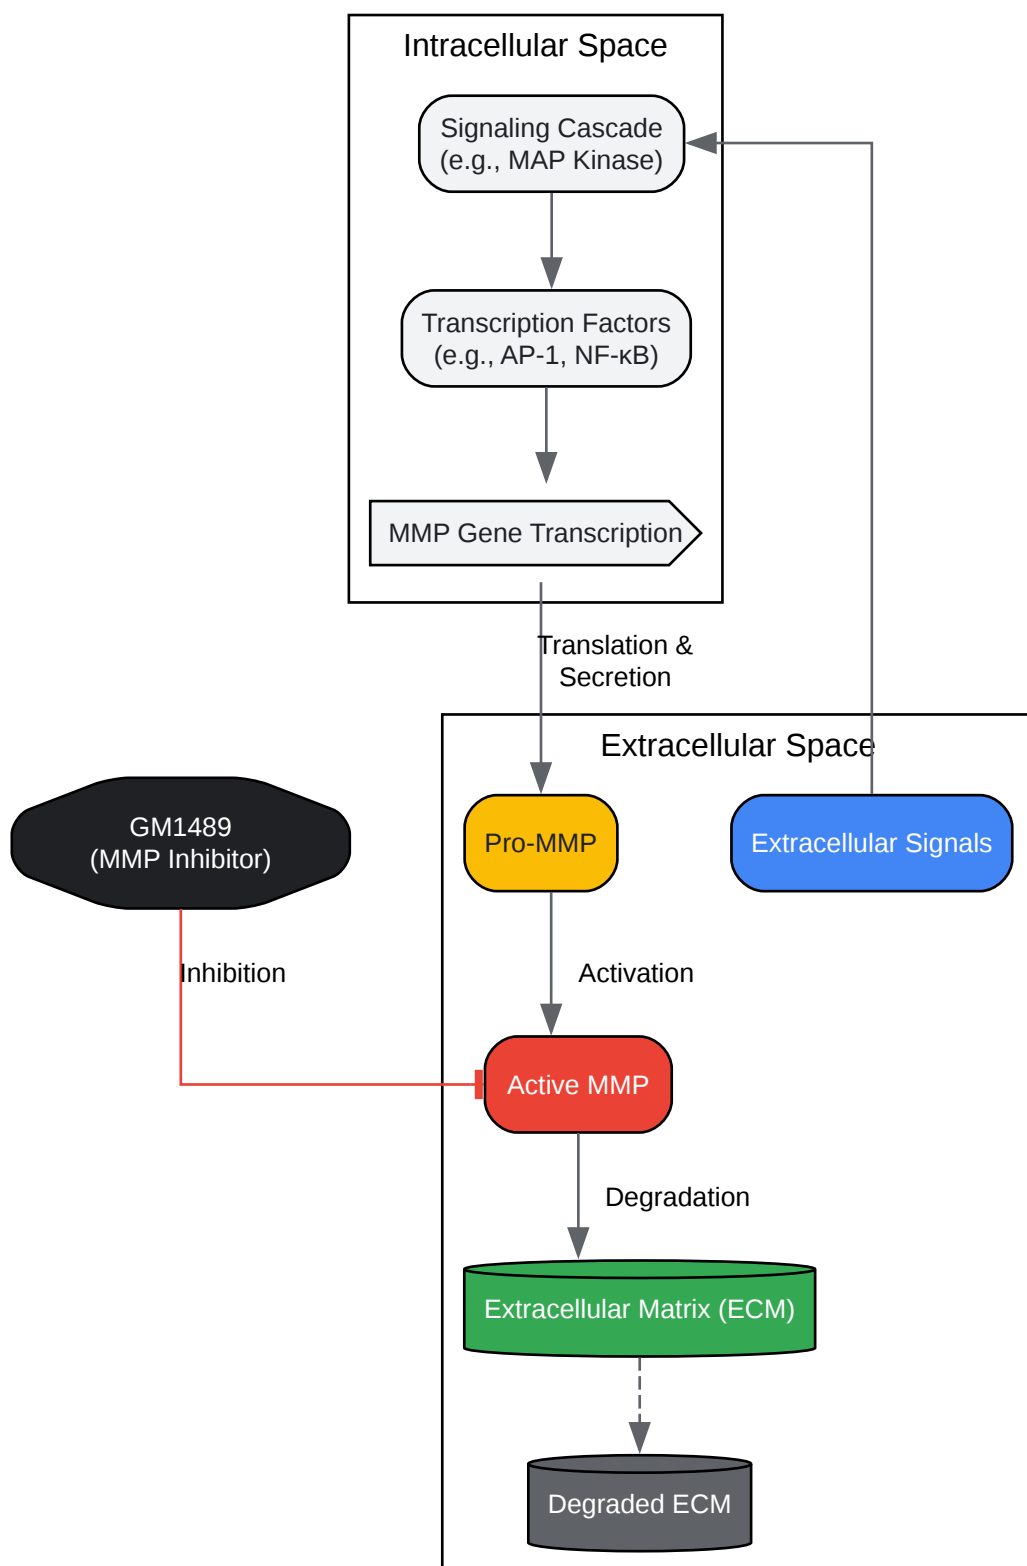 Intracellular Space
Signaling Cascade
(e.g., MAP Kinase)
Transcription Factors
(e.g., AP-1, NF-κB)
MMP Gene Transcription
Translation &
Secretion
Extracellular Space
GM1489
(MMP Inhibitor)
Pro-MMP
Extracellular Signals
Inhibition
Activation
Active MMP
Degradation
Extracellular Matrix (ECM)
Degraded ECM